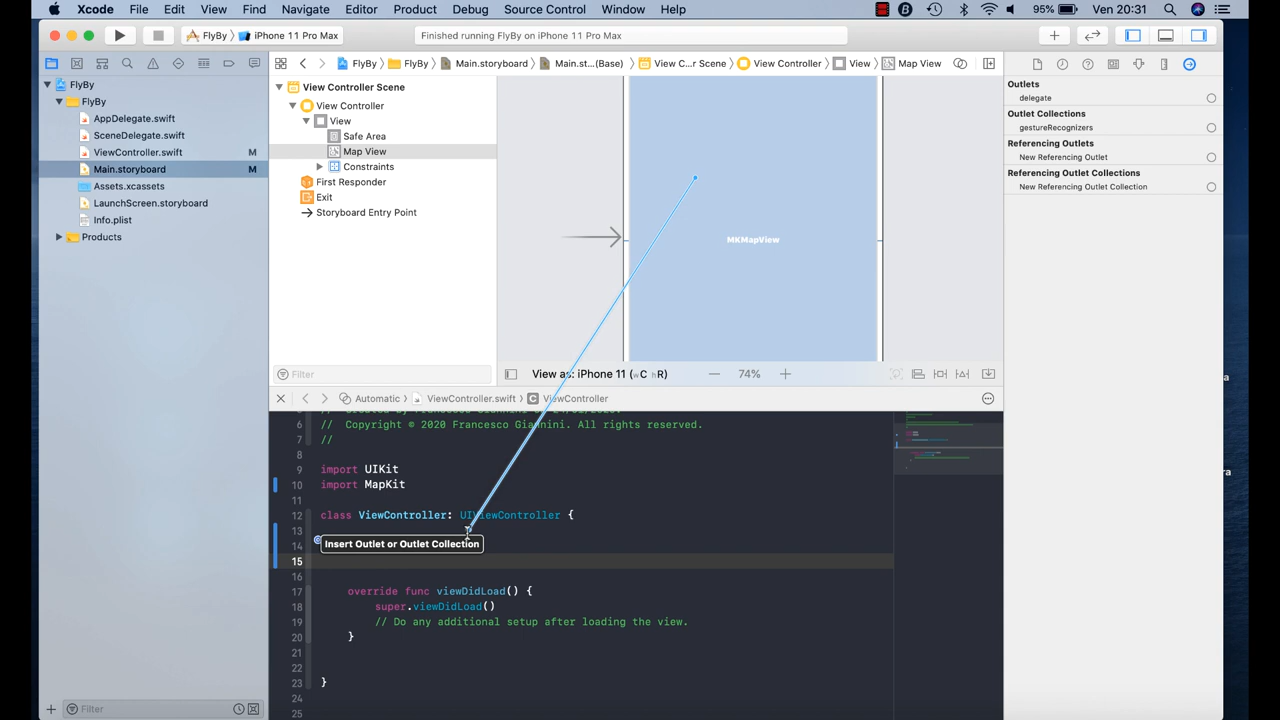 Xcode File Edit View Find Navigate Editor Product Debug Source Control Window Help 95% Ven 20:31
FlyBy iPhone 11 Pro Max Finished running FlyBy on iPhone 11 Pro Max
FlyBy FlyBy Main.storyboard Main.st...(Base) View C...r Scene View Controller View Map View
FlyBy
FlyBy
AppDelegate.swift
SceneDelegate.swift
ViewController.swift M
Main.storyboard M
Assets.xcassets
LaunchScreen.storyboard
Info.plist
Products
Filter
View Controller Scene
View Controller
View
Safe Area
Map View
Constraints
First Responder
Exit
Storyboard Entry Point
Filter
MKMapView
View as: iPhone 11 (wC hR) 74%
Outlets
delegate
Outlet Collections
gestureRecognizers
Referencing Outlets
New Referencing Outlet
Referencing Outlet Collections
New Referencing Outlet Collection
Automatic ViewController.swift C ViewController
6 // Copyright © 2020 Francesco Giannini. All rights reserved.
7 //
8
9 import UIKit
10 import MapKit
11
12 class ViewController: UIViewController {
13
14 Insert Outlet or Outlet Collection
15
16
17 override func viewDidLoad() {
18 super.viewDidLoad()
19 // Do any additional setup after loading the view.
20 }
21
22
23 }
24
25